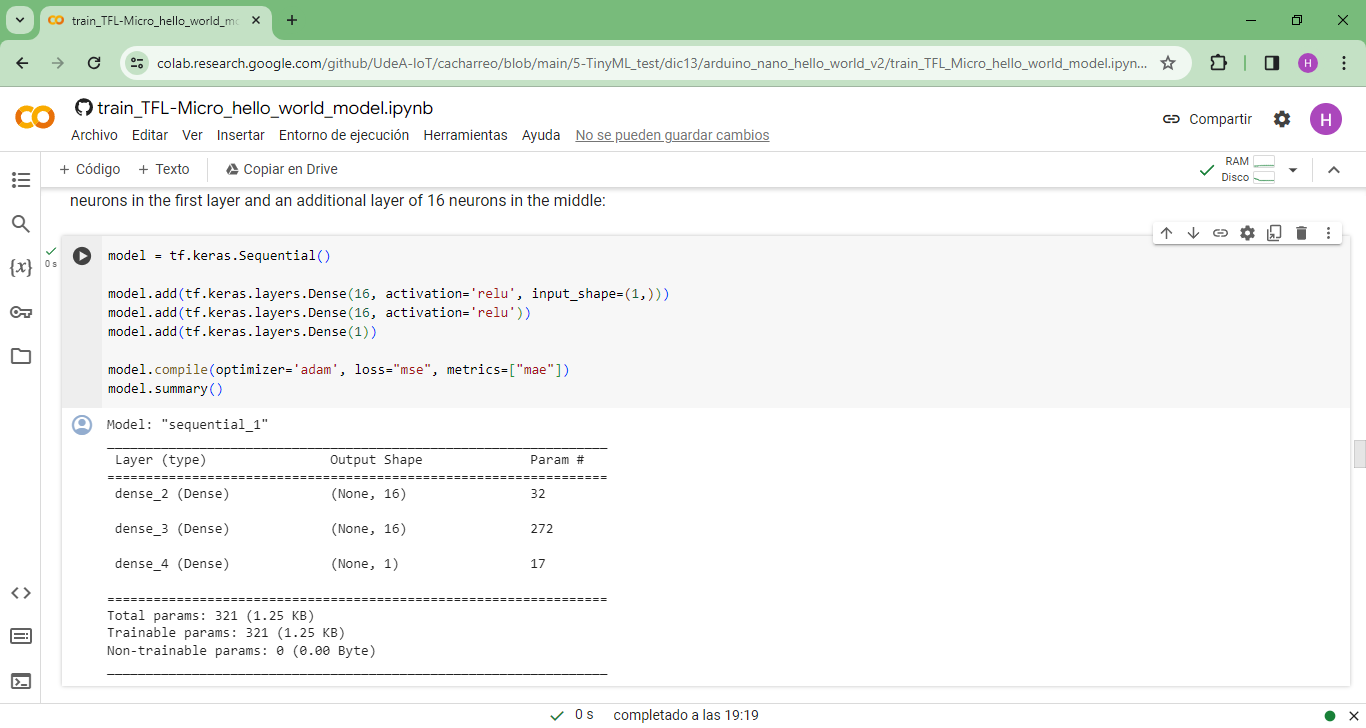 train_TFL-Micro_hello_world_mo
colab.research.google.com/github/UdeA-IoT/cacharreo/blob/main/5-TinyML_test/dic13/arduino_nano_hello_world_v2/train_TFL_Micro_hello_world_model.ipyn...
H
train_TFL-Micro_hello_world_model.ipynb
Archivo Editar Ver Insertar Entorno de ejecución Herramientas Ayuda No se pueden guardar cambios
Compartir
H
+ Código + Texto Copiar en Drive
RAM
Disco
neurons in the first layer and an additional layer of 16 neurons in the middle:
{x}
0 s
model = tf.keras.Sequential()
model.add(tf.keras.layers.Dense(16, activation='relu', input_shape=(1,)))
model.add(tf.keras.layers.Dense(16, activation='relu'))
model.add(tf.keras.layers.Dense(1))
model.compile(optimizer='adam', loss="mse", metrics=["mae"])
model.summary()
Model: "sequential_1"
_________________________________________________________________
Layer (type) Output Shape Param #
=================================================================
dense_2 (Dense) (None, 16) 32
dense_3 (Dense) (None, 16) 272
dense_4 (Dense) (None, 1) 17
=================================================================
Total params: 321 (1.25 KB)
Trainable params: 321 (1.25 KB)
Non-trainable params: 0 (0.00 Byte)
_________________________________________________________________
0 s completado a las 19:19